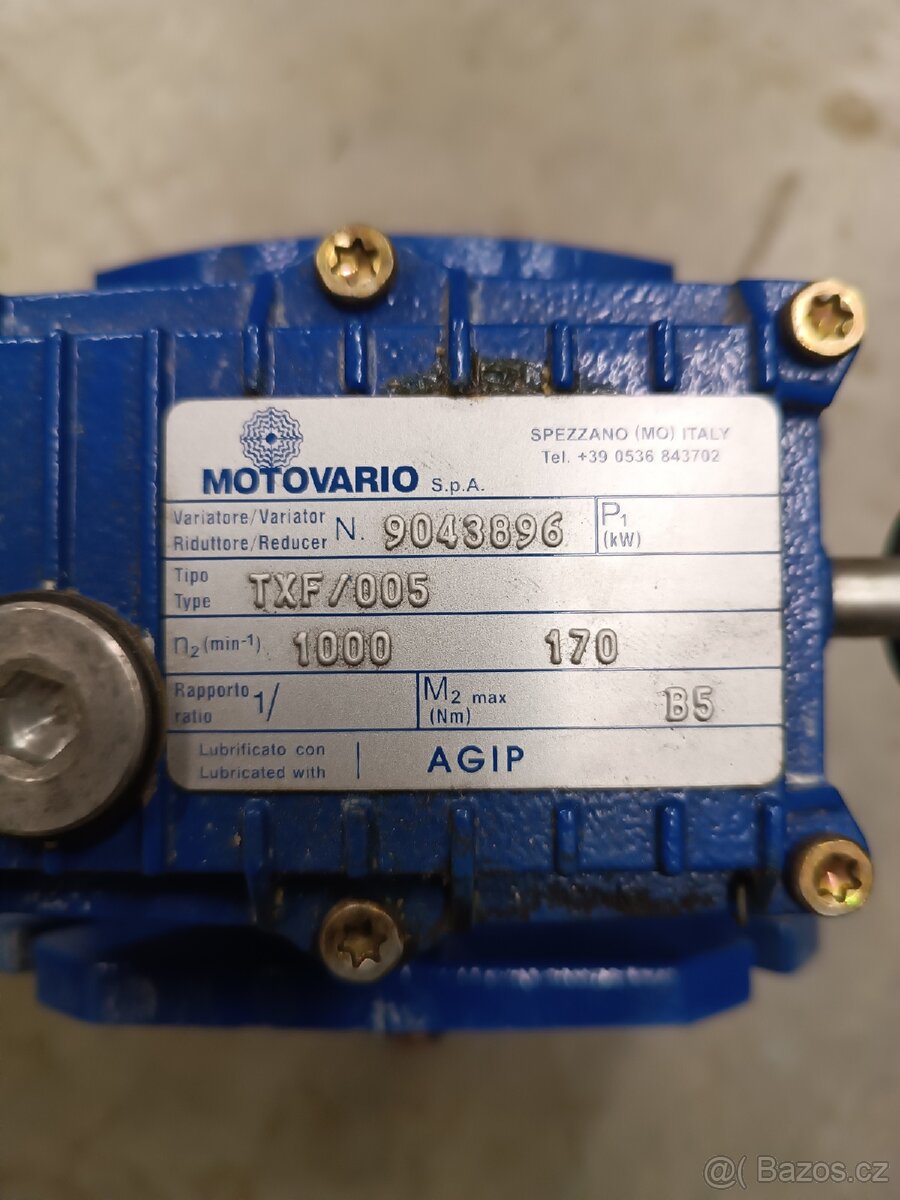 MOTOVARIO S.p.A.
SPEZZANO (MO) ITALY
Tel. +39 0536 843702
Variatore/Variator
Riduttore/Reducer N. 9043896
P1
(kW)
Tipo
Type TXF/005
n2 (min-1) 1000 170
Rapporto
ratio 1/
M2 max
(Nm) B5
Lubrificato con
Lubricated with AGIP
@( Bazos.cz